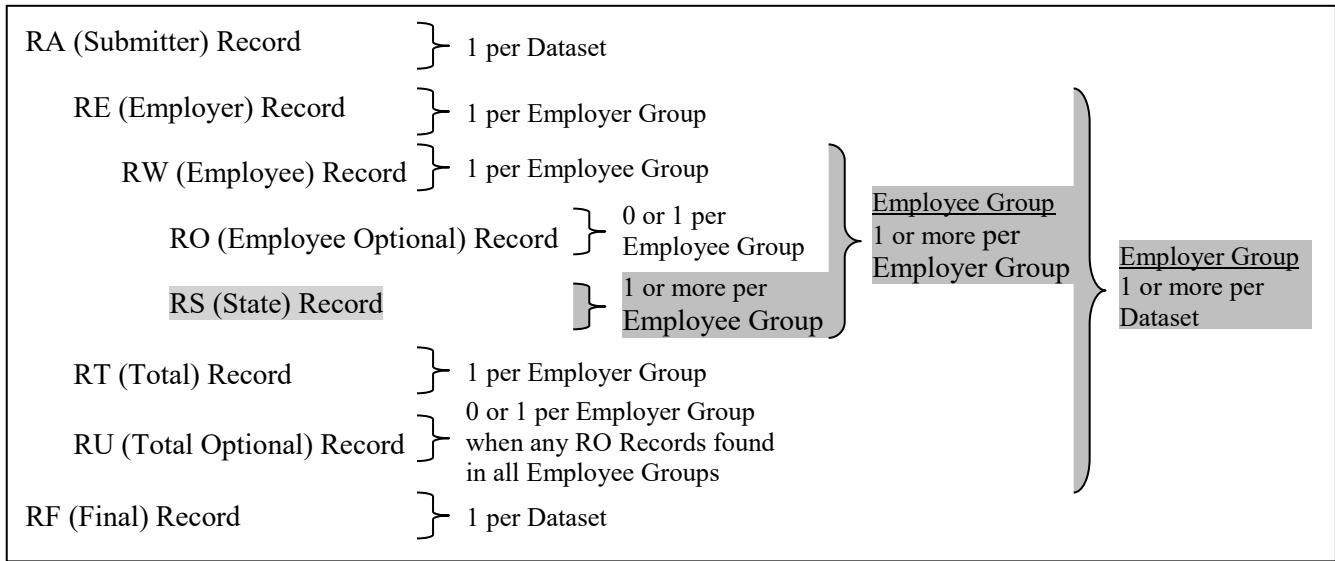 RA (Submitter) Record
1 per Dataset
RE (Employer) Record
1 per Employer Group
RW (Employee) Record
1 per Employee Group
RO (Employee Optional) Record
0 or 1 per
Employee Group
RS (State) Record
1 or more per
Employee Group
Employee Group
1 or more per
Employer Group
Employer Group
1 or more per
Dataset
RT (Total) Record
1 per Employer Group
RU (Total Optional) Record
0 or 1 per Employer Group
when any RO Records found
in all Employee Groups
RF (Final) Record
1 per Dataset